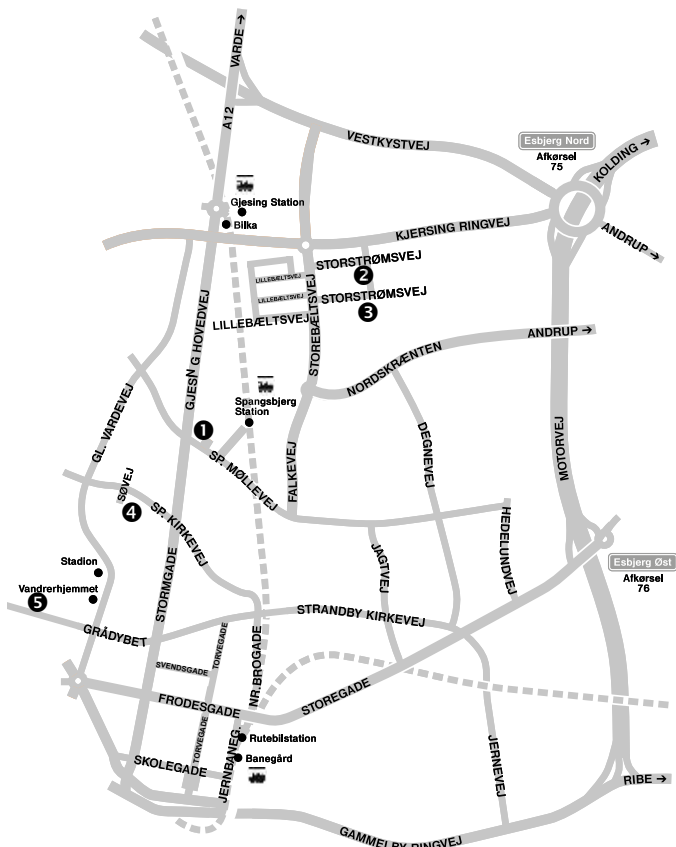 VARDE →
A12
VESTKYSTVEJ
Esbjerg Nord
Afkørsel
75
KOLDING →
Gjesing Station
Bilka
KJERSING RINGVEJ
ANDRUP →
STORSTRØMSVEJ
2
LILLEBÆLTSVEJ
LILLEBÆLTSVEJ
STORSTRØMSVEJ
3
LILLEBÆLTSVEJ
STOREBÆLTSVEJ
GJESING HOVEDVEJ
ANDRUP →
NORDSKRÆNTEN
Spangsbjerg
Station
GL. VARDEVEJ
1
SP. MØLLEVEJ
FALKEVEJ
DEGNEVEJ
MOTORVEJ
SØVEJ
4
SP. KIRKEVEJ
HEDELUNDVEJ
JAGTVEJ
Esbjerg Øst
Afkørsel
76
Stadion
Vandrerhjemmet
5
STORMGADE
GRÅDYBET
STRANDBY KIRKEVEJ
TORVEGADE
SVENDSGADE
NR.BROGADE
FRODESGADE
STOREGADE
TORVEGADE
Rutebilstation
Banegård
SKOLEGADE
JERNBANEG.
JERNEVEJ
RIBE →
GAMMELBY RINGVEJ